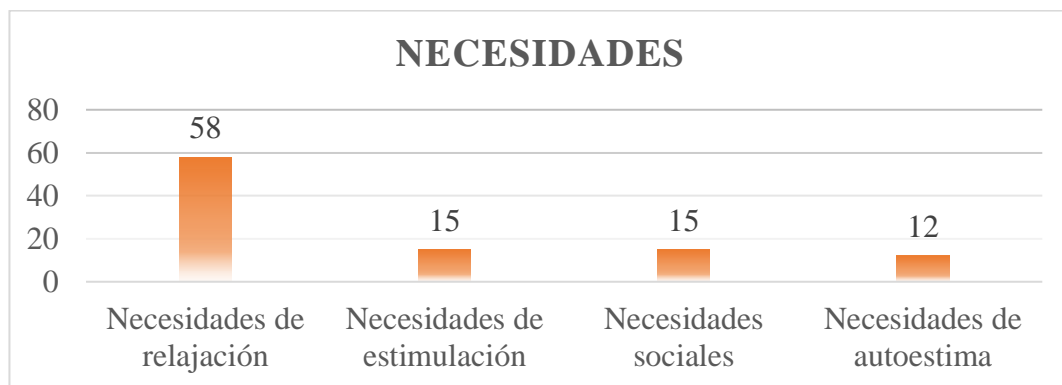 NECESIDADES
80
60
40
20
0
58
15
15
12
Necesidades de
relajación
Necesidades de
estimulación
Necesidades
sociales
Necesidades de
autoestima